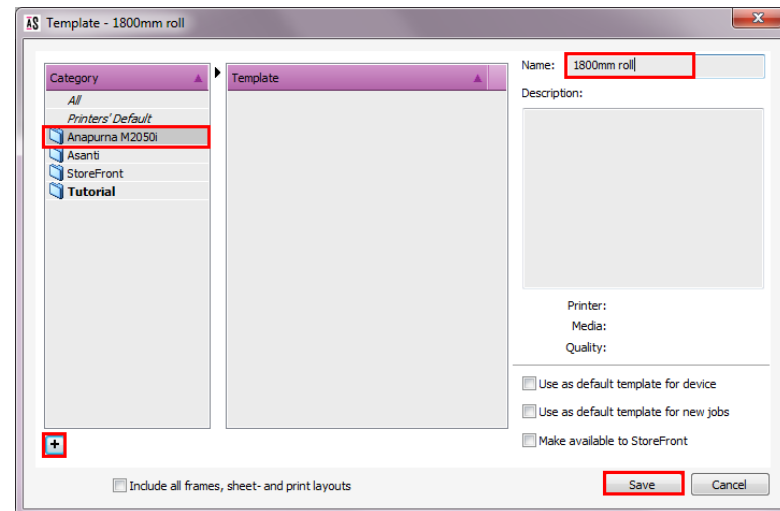 AS Template - 1800mm roll
x
Category
Template
All
Printers' Default
Anapurna M2050i
Asanti
StoreFront
Tutorial
+
Name: 1800mm roll
Description:
Printer:
Media:
Quality:
Use as default template for device
Use as default template for new jobs
Make available to StoreFront
Include all frames, sheet- and print layouts
Save
Cancel